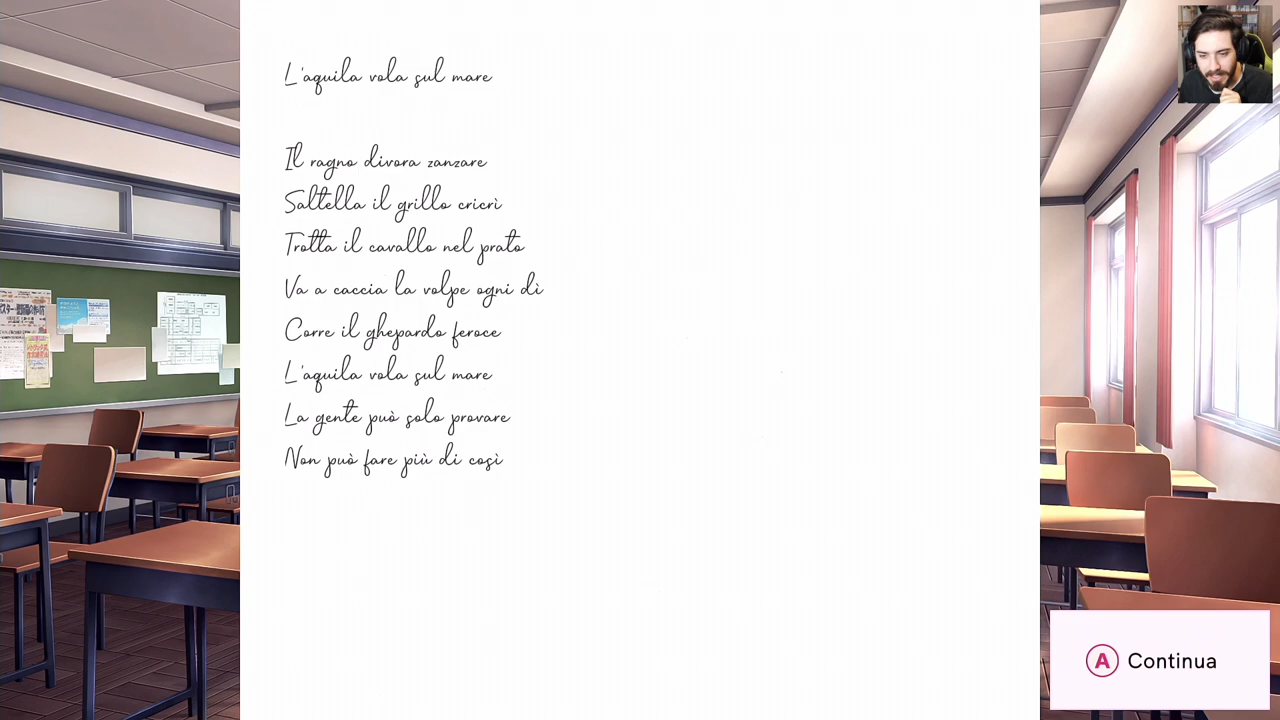 L'aquila vola sul mare
Il ragno divora zanzare
Saltella il grillo cricrì
Trotta il cavallo nel prato
Va a caccia la volpe ogni dì
Corre il ghepardo feroce
L'aquila vola sul mare
La gente può solo provare
Non può fare più di così
A Continua